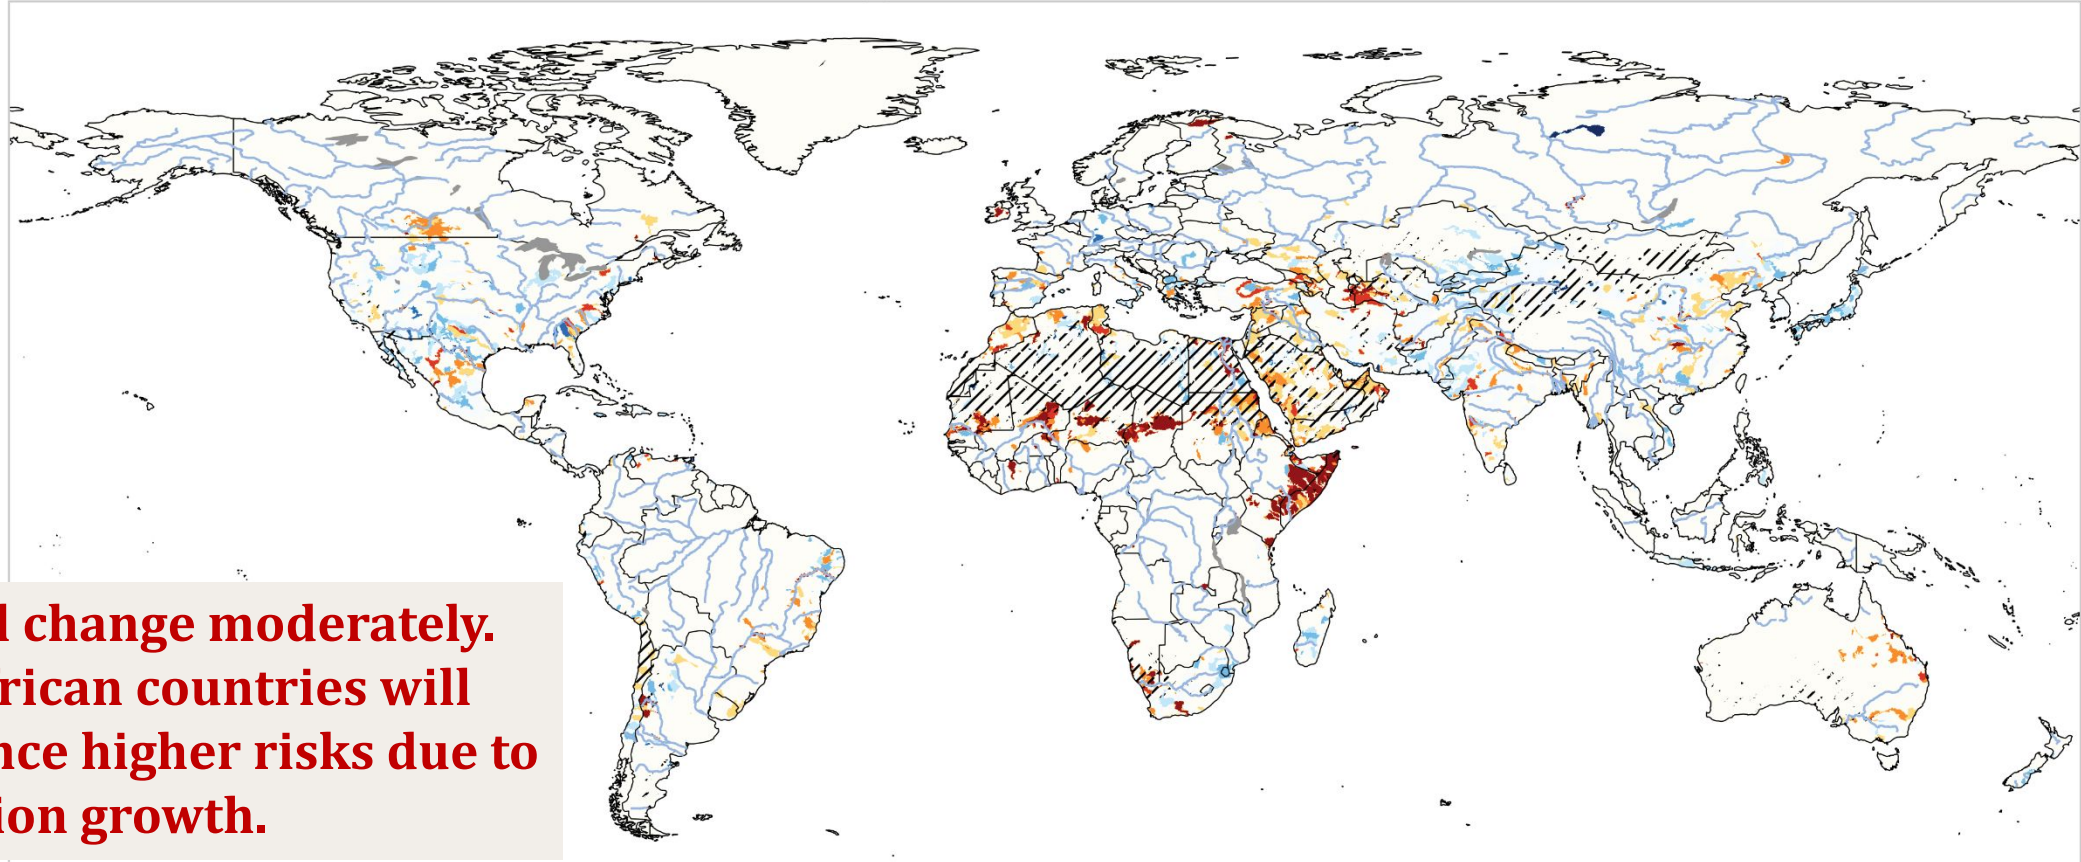 l change moderately.
rican countries will
nce higher risks due to
ion growth.